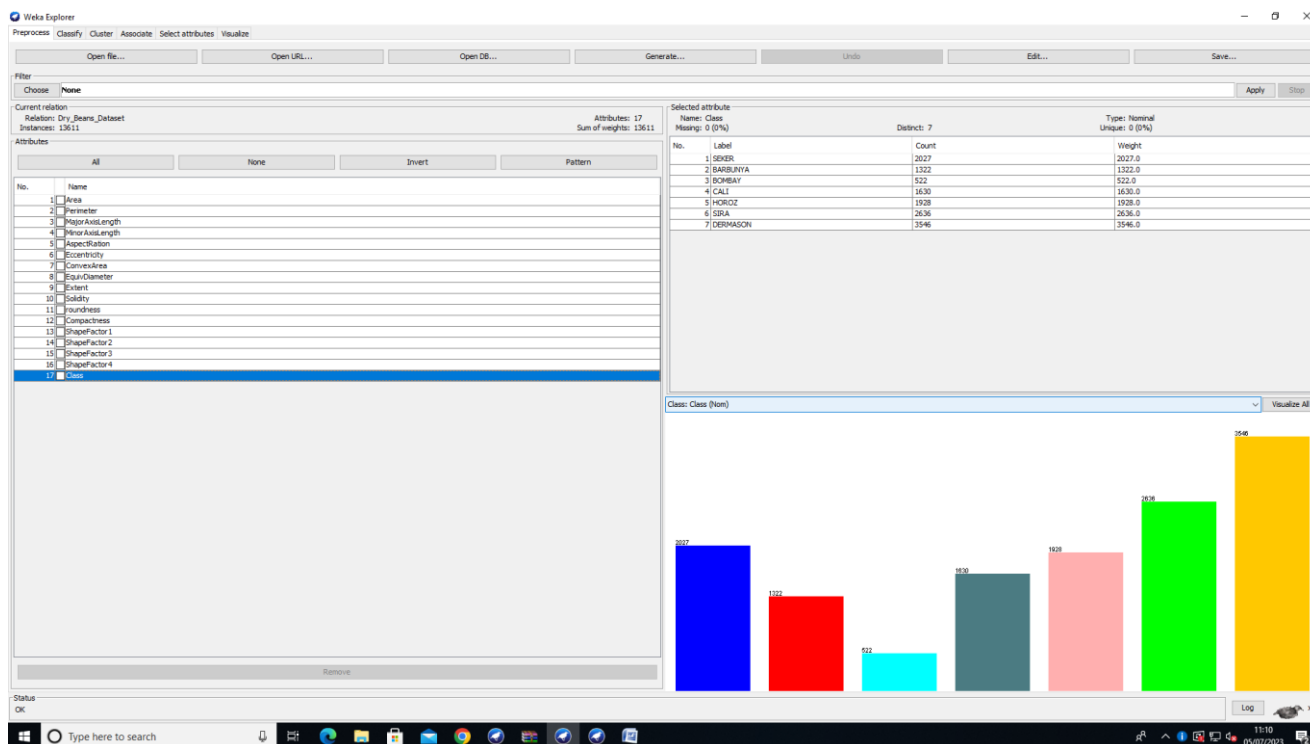 Weka Explorer
Preprocess Classify Cluster Associate Select attributes Visualize
Open file... Open URL... Open DB... Generate... Undo Edit... Save...
Filter
Choose None Apply Stop
Current relation
Relation: Dry_Beans_Dataset Attributes: 17
Instances: 13611 Sum of weights: 13611
Selected attribute
Name: Class Type: Nominal
Missing: 0 (0%) Distinct: 7 Unique: 0 (0%)
Attributes
All None Invert Pattern
No. Name
1 Area
2 Perimeter
3 MajorAxisLength
4 MinorAxisLength
5 AspectRation
6 Eccentricity
7 ConvexArea
8 EquivDiameter
9 Extent
10 Solidity
11 roundness
12 Compactness
13 ShapeFactor1
14 ShapeFactor2
15 ShapeFactor3
16 ShapeFactor4
17 Class
Remove
No. Label Count Weight
1 SEKER 2027 2027.0
2 BARBUNYA 1322 1322.0
3 BOMBAY 522 522.0
4 CALI 1630 1630.0
5 HOROZ 1928 1928.0
6 SIRA 2636 2636.0
7 DERMASON 3546 3546.0
Class: Class (Nom) Visualize All
2027
1322
522
1630
1928
2636
3546
Status
OK
Log
Type here to search
11:10
05/07/2023